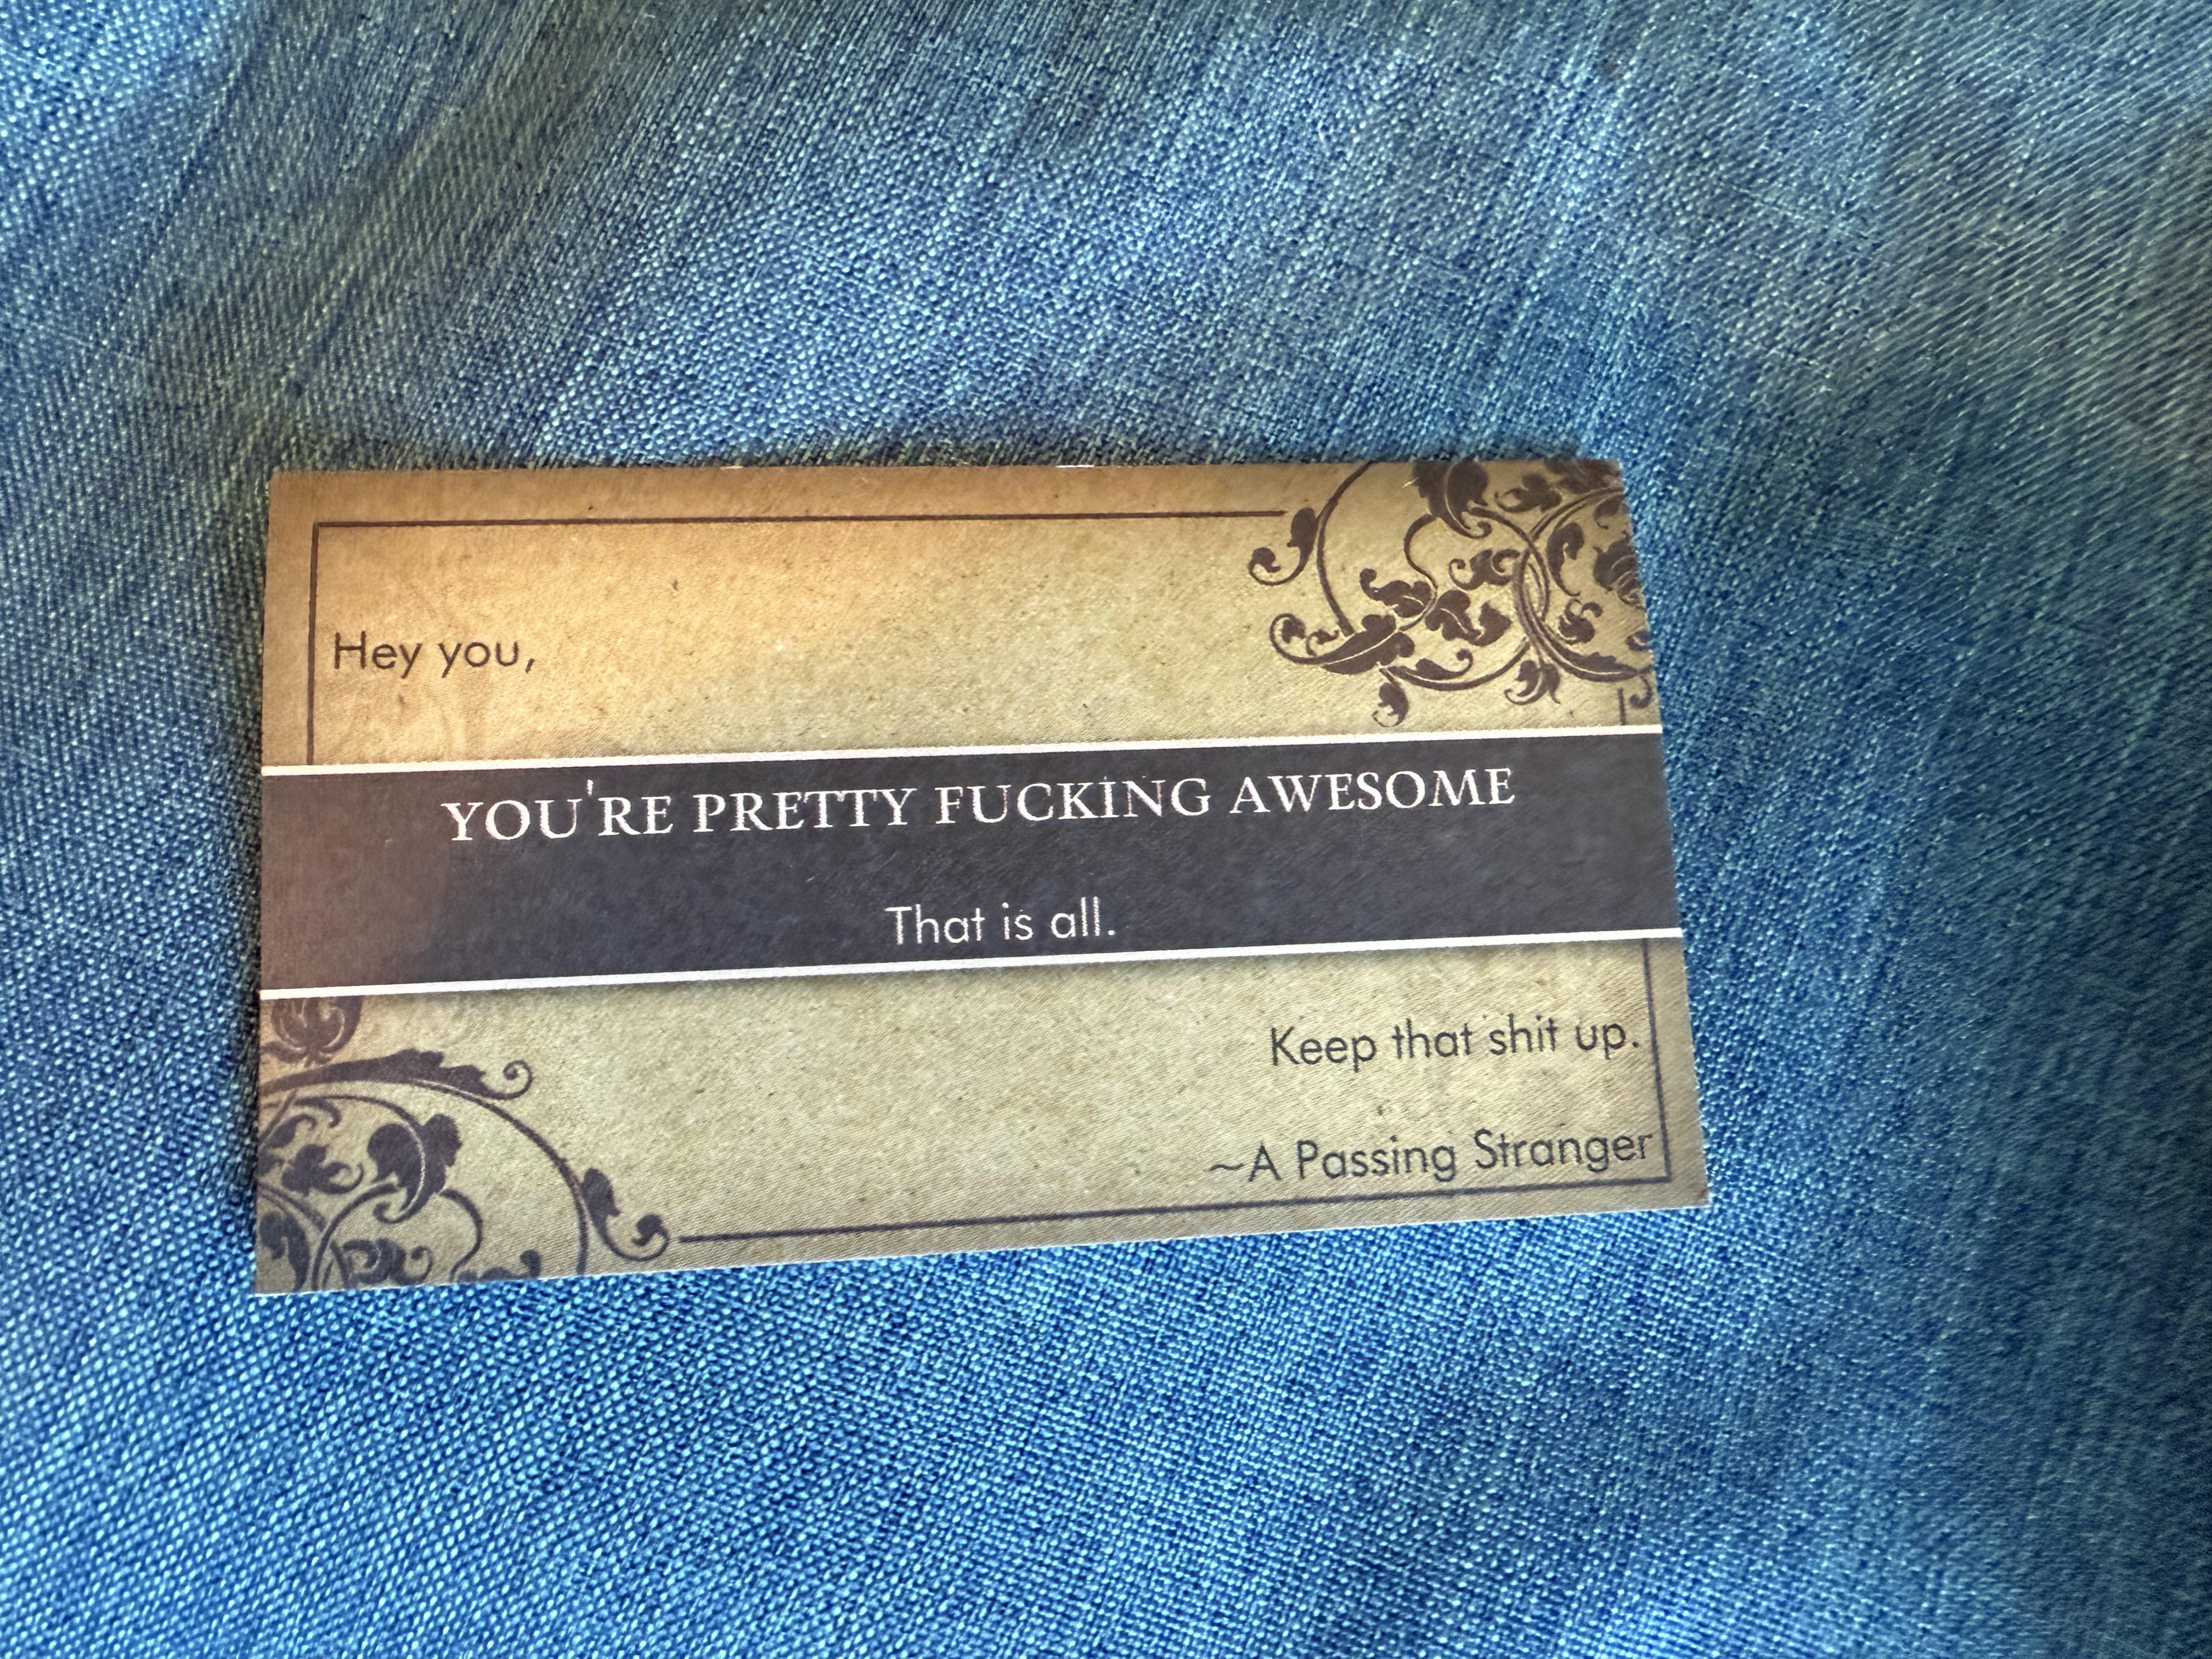 Hey you,
YOU'RE PRETTY FUCKING AWESOME
That is all.
Keep that shit up.
~A Passing Stranger